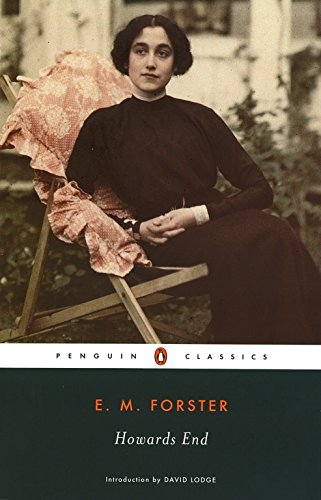 PENGUIN CLASSICS
E. M. FORSTER
Howards End
Introduction by DAVID LODGE